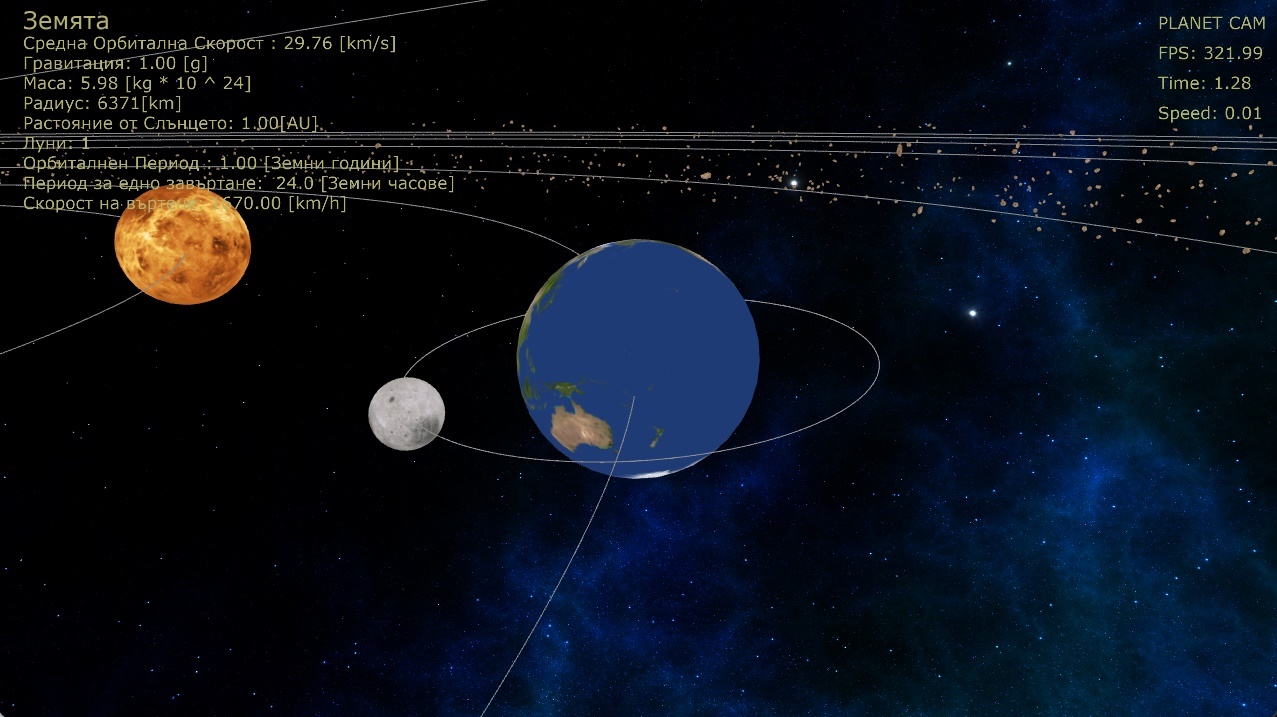 Земята
Средна Орбитална Скорост : 29.76 [km/s]
Гравитация: 1.00 [g]
Маса: 5.98 [kg * 10 ^ 24]
Радиус: 6371[km]
Растояние от Слънцето: 1.00[AU]
Луни: 1
Орбитален Период : 1.00 [Земни години]
Период за едно завъртане: 24.0 [Земни часове]
Скорост на [km/h]
PLANET CAM
FPS: 321.99
Time: 1.28
Speed: 0.01